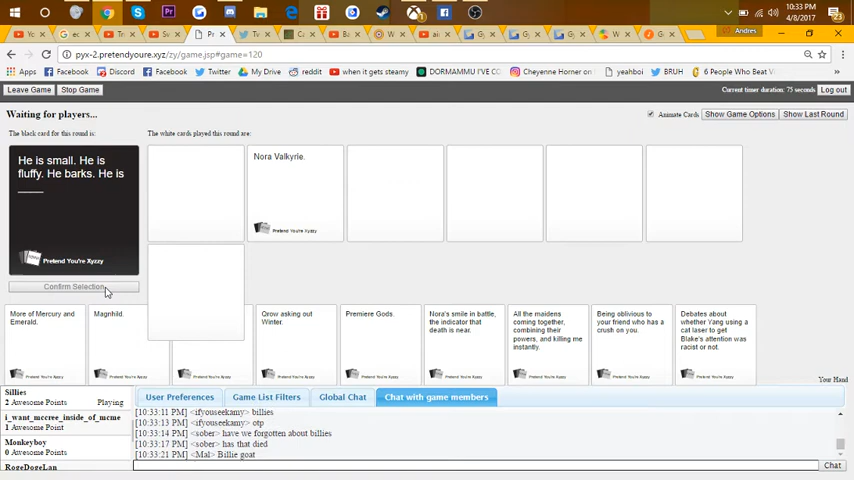 Andres
10:33 PM
4/8/2017
pyx-2.pretendyoure.xyz/zy/game.jsp#game=120
Apps Facebook Discord Facebook Twitter My Drive reddit when it gets steamy DORMAMMU I'VE C Cheyenne Horner on yeahboi BRUH 6 People Who Beat V
Leave Game Stop Game Current timer duration: 75 seconds Log out
Waiting for players... Animate Cards Show Game Options Show Last Round
The black card for this round is: The white cards played this round are:
He is small. He is
fluffy. He barks. He is
____
Pretend You're Xyzzy
Nora Valkyrie.
Pretend You're Xyzzy
Confirm Selection
More of Mercury and
Emerald.
Pretend You're Xyzzy
Magnhild.
Pretend You're Xyzzy
Qrow asking out
Winter.
Pretend You're Xyzzy
Premiere Gods.
Pretend You're Xyzzy
Nora's smile in battle,
the indicator that
death is near.
Pretend You're Xyzzy
All the maidens
coming together,
combining their
powers, and killing me
instantly.
Pretend You're Xyzzy
Being oblivious to
your friend who has a
crush on you.
Pretend You're Xyzzy
Debates about
whether Yang using a
cat laser to get
Blake's attention was
racist or not.
Pretend You're Xyzzy
Your Hand
Sillies
2 Awesome Points Playing
i_want_mccree_inside_of_mcme
1 Awesome Point
Monkeyboy
0 Awesome Points
RogeDogeLan
User Preferences Game List Filters Global Chat Chat with game members
[10:33:11 PM] <ifyouseekamy> billies
[10:33:13 PM] <ifyouseekamy> otp
[10:33:14 PM] <sober> have we forgotten about billies
[10:33:17 PM] <sober> has that died
[10:33:21 PM] <Mal> Billie goat
Chat